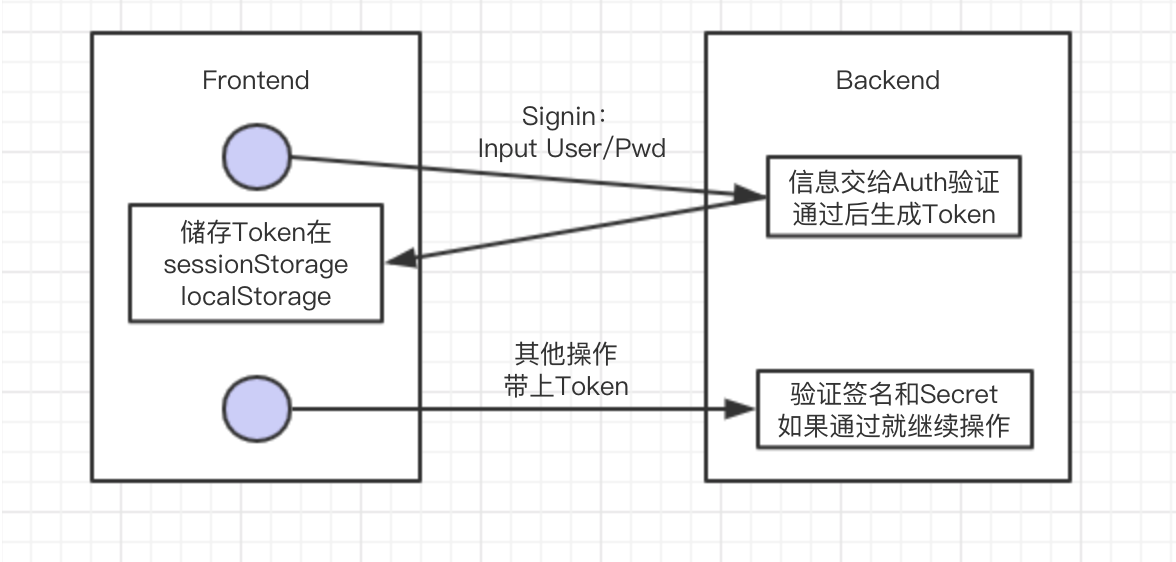 Frontend
Backend
Signin：
Input User/Pwd
信息交给Auth验证
通过后生成Token
储存Token在
sessionStorage
localStorage
其他操作
带上Token
验证签名和Secret
如果通过就继续操作